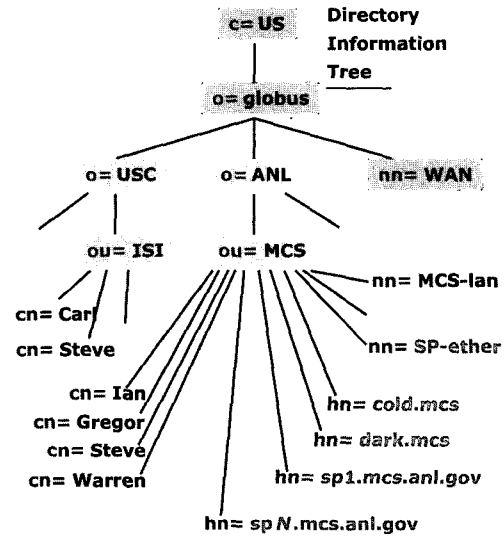 c= US
Directory
Information
Tree
o= globus
o= USC
o= ANL
nn= WAN
ou= ISI
ou= MCS
nn= MCS-lan
cn= Carl
cn= Steve
nn= SP-ether
cn= Ian
cn= Gregor
cn= Steve
cn= Warren
hn= cold.mcs
hn= dark.mcs
hn= sp1.mcs.anl.gov
hn= spN.mcs.anl.gov